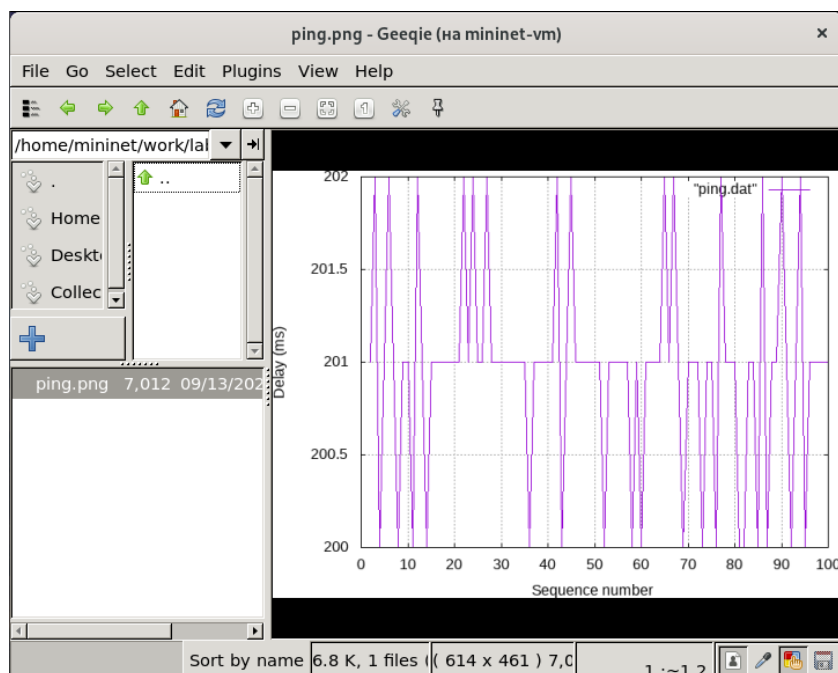 ping.png - Geeqie (на mininet-vm)
File Go Select Edit Plugins View Help
/home/mininet/work/lal
.
Home
Deskt
Collec
..
ping.png 7,012 09/13/202
"ping.dat"
202
201.5
201
200.5
200
Delay (ms)
0 10 20 30 40 50 60 70 80 90 100
Sequence number
Sort by name 6.8 K, 1 files ( ( 614 x 461 ) 7,0 1 :~1.2